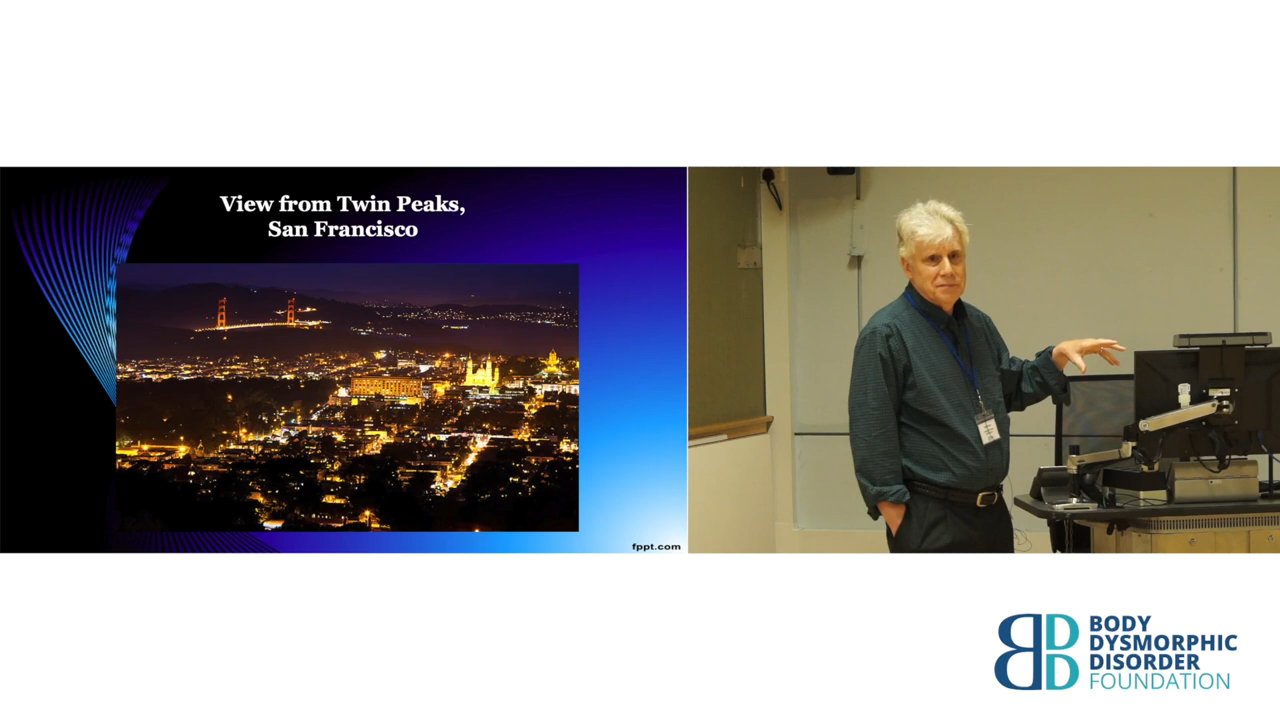 View from Twin Peaks,
San Francisco
fppt.com
BODY
DYSMORPHIC
DISORDER
FOUNDATION